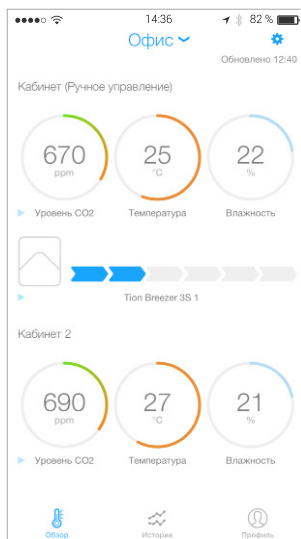 14:36
82 %
Офис
Обновлено 12:40
Кабинет (Ручное управление)
670 25 22
ppm °C %
Уровень CO2 Температура Влажность
Tion Breezer 3S 1
Кабинет 2
690 27 21
ppm °C %
Уровень CO2 Температура Влажность
Обзор История Профиль